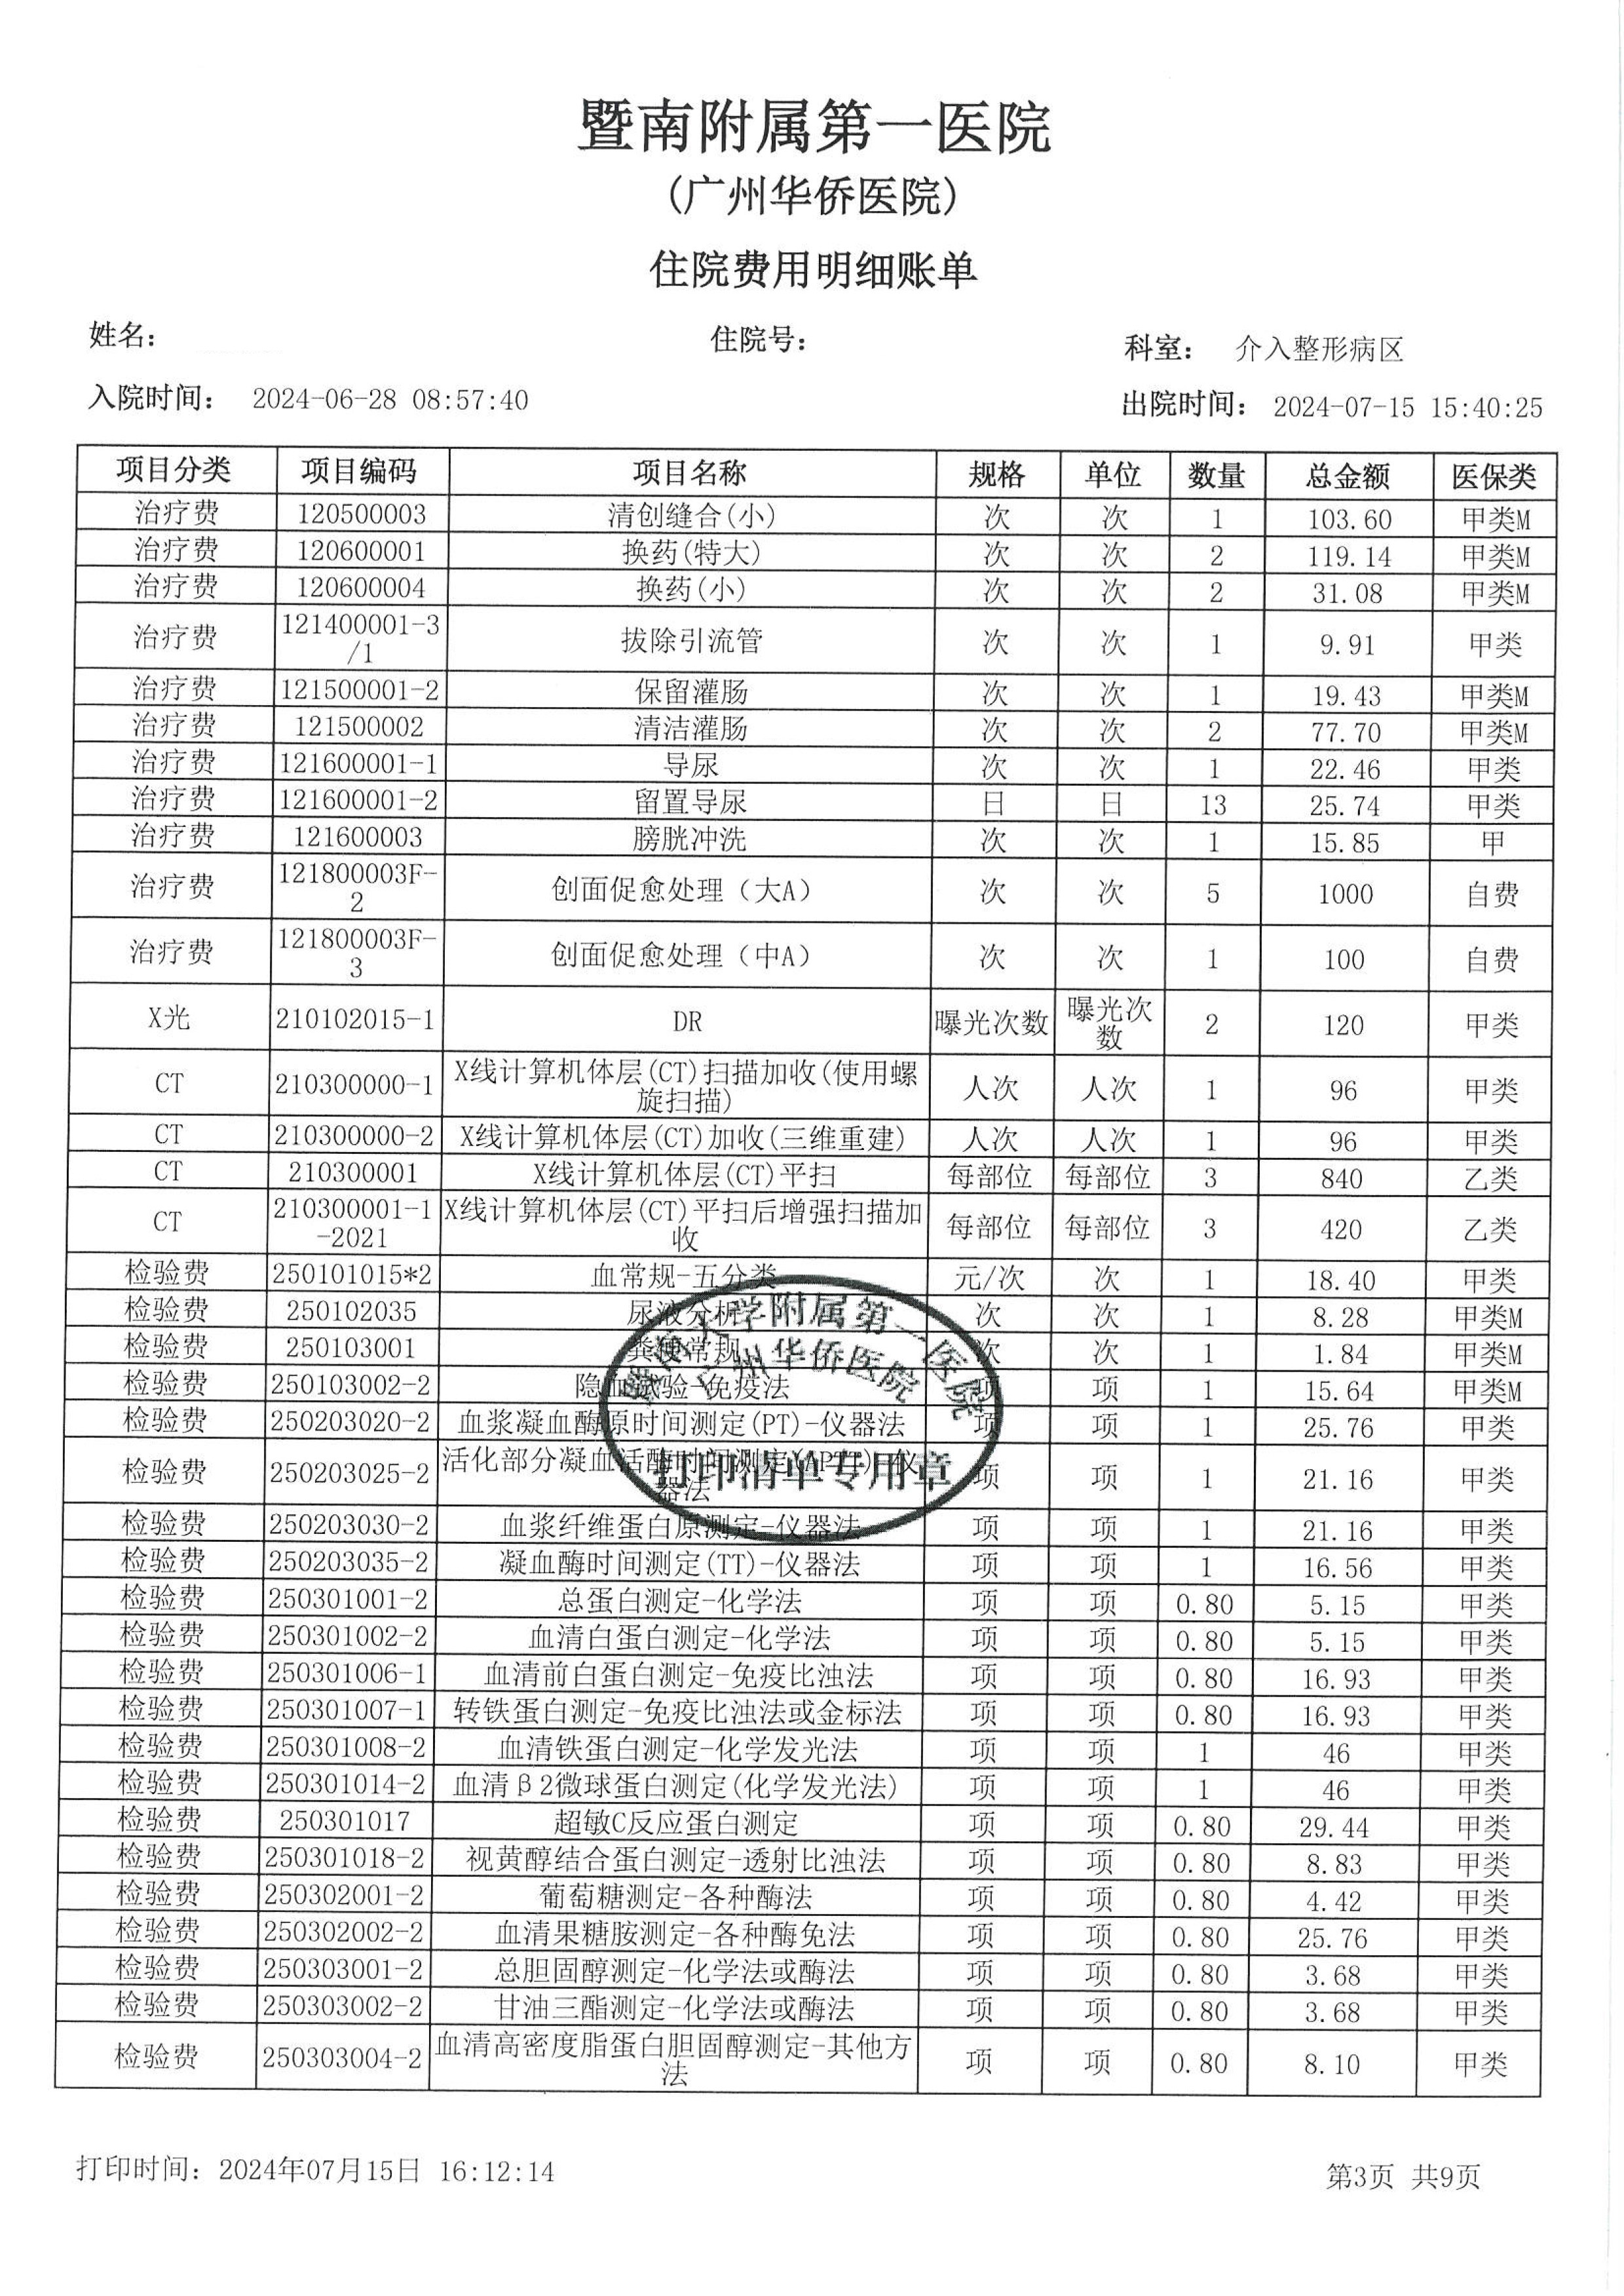 暨南附属第一医院
(广州华侨医院)
住院费用明细账单
姓名： 住院号： 科室： 介入整形病区
入院时间： 2024-06-28 08:57:40 出院时间： 2024-07-15 15:40:25
项目分类 项目编码 项目名称 规格 单位 数量 总金额 医保类
治疗费 120500003 清创缝合(小) 次 次 1 103.60 甲类M
治疗费 120600001 换药(特大) 次 次 2 119.14 甲类M
治疗费 120600004 换药(小) 次 次 2 31.08 甲类M
治疗费 121400001-3/1 拔除引流管 次 次 1 9.91 甲类
治疗费 121500001-2 保留灌肠 次 次 1 19.43 甲类M
治疗费 121500002 清洁灌肠 次 次 2 77.70 甲类M
治疗费 121600001-1 导尿 次 次 1 22.46 甲类
治疗费 121600001-2 留置导尿 日 日 13 25.74 甲类
治疗费 121600003 膀胱冲洗 次 次 1 15.85 甲
治疗费 121800003F-2 创面促愈处理（大A） 次 次 5 1000 自费
治疗费 121800003F-3 创面促愈处理（中A） 次 次 1 100 自费
X光 210102015-1 DR 曝光次数 曝光次数 2 120 甲类
CT 210300000-1 X线计算机体层(CT)扫描加收(使用螺旋扫描) 人次 人次 1 96 甲类
CT 210300000-2 X线计算机体层(CT)加收(三维重建) 人次 人次 1 96 甲类
CT 210300001 X线计算机体层(CT)平扫 每部位 每部位 3 840 乙类
CT 210300001-1-2021 X线计算机体层(CT)平扫后增强扫描加收 每部位 每部位 3 420 乙类
检验费 250101015*2 血常规-五分类 元/次 次 1 18.40 甲类
检验费 250102035 尿液分析 次 次 1 8.28 甲类M
检验费 250103001 粪便常规 次 次 1 1.84 甲类M
检验费 250103002-2 隐血试验-免疫法 项 项 1 15.64 甲类M
检验费 250203020-2 血浆凝血酶原时间测定(PT)-仪器法 项 项 1 25.76 甲类
检验费 250203025-2 活化部分凝血活酶时间测定(APTT)-仪器法 项 项 1 21.16 甲类
检验费 250203030-2 血浆纤维蛋白原测定-仪器法 项 项 1 21.16 甲类
检验费 250203035-2 凝血酶时间测定(TT)-仪器法 项 项 1 16.56 甲类
检验费 250301001-2 总蛋白测定-化学法 项 项 0.80 5.15 甲类
检验费 250301002-2 血清白蛋白测定-化学法 项 项 0.80 5.15 甲类
检验费 250301006-1 血清前白蛋白测定-免疫比浊法 项 项 0.80 16.93 甲类
检验费 250301007-1 转铁蛋白测定-免疫比浊法或金标法 项 项 0.80 16.93 甲类
检验费 250301008-2 血清铁蛋白测定-化学发光法 项 项 1 46 甲类
检验费 250301014-2 血清β2微球蛋白测定(化学发光法) 项 项 1 46 甲类
检验费 250301017 超敏C反应蛋白测定 项 项 0.80 29.44 甲类
检验费 250301018-2 视黄醇结合蛋白测定-透射比浊法 项 项 0.80 8.83 甲类
检验费 250302001-2 葡萄糖测定-各种酶法 项 项 0.80 4.42 甲类
检验费 250302002-2 血清果糖胺测定-各种酶免法 项 项 0.80 25.76 甲类
检验费 250303001-2 总胆固醇测定-化学法或酶法 项 项 0.80 3.68 甲类
检验费 250303002-2 甘油三酯测定-化学法或酶法 项 项 0.80 3.68 甲类
检验费 250303004-2 血清高密度脂蛋白胆固醇测定-其他方法 项 项 0.80 8.10 甲类
暨南大学附属第一医院
广州华侨医院
打印清单专用章
打印时间：2024年07月15日 16:12:14 第3页 共9页